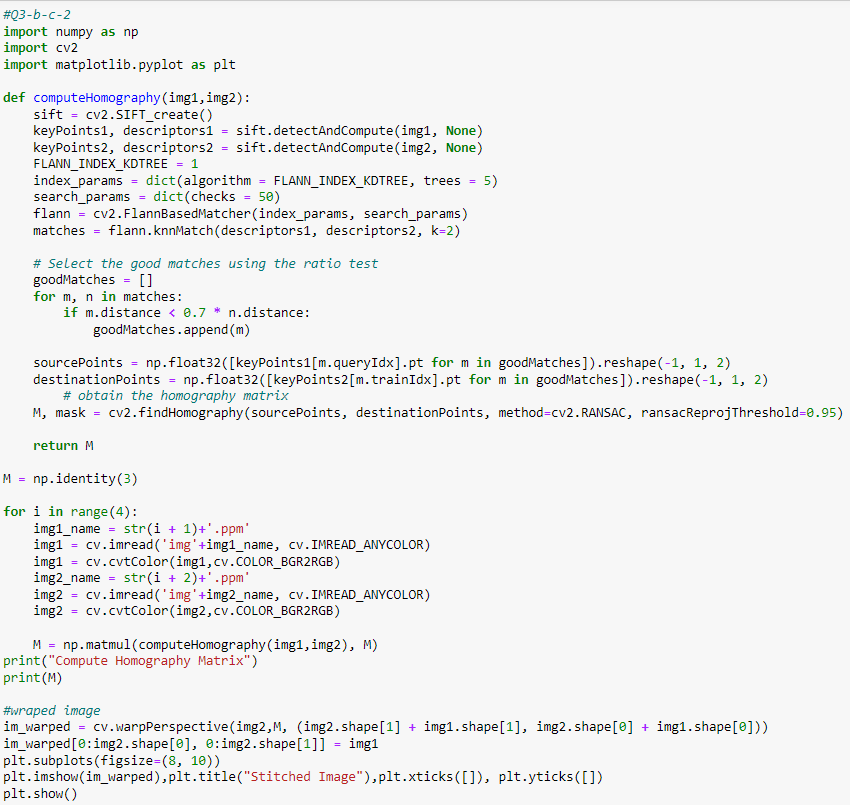 #Q3-b-c-2
import numpy as np
import cv2
import matplotlib.pyplot as plt

def computeHomography(img1,img2):
    sift = cv2.SIFT_create()
    keyPoints1, descriptors1 = sift.detectAndCompute(img1, None)
    keyPoints2, descriptors2 = sift.detectAndCompute(img2, None)
    FLANN_INDEX_KDTREE = 1
    index_params = dict(algorithm = FLANN_INDEX_KDTREE, trees = 5)
    search_params = dict(checks = 50)
    flann = cv2.FlannBasedMatcher(index_params, search_params)
    matches = flann.knnMatch(descriptors1, descriptors2, k=2)

    # Select the good matches using the ratio test
    goodMatches = []
    for m, n in matches:
        if m.distance < 0.7 * n.distance:
            goodMatches.append(m)

    sourcePoints = np.float32([keyPoints1[m.queryIdx].pt for m in goodMatches]).reshape(-1, 1, 2)
    destinationPoints = np.float32([keyPoints2[m.trainIdx].pt for m in goodMatches]).reshape(-1, 1, 2)
        # obtain the homography matrix
    M, mask = cv2.findHomography(sourcePoints, destinationPoints, method=cv2.RANSAC, ransacReprojThreshold=0.95)

    return M

M = np.identity(3)

for i in range(4):
    img1_name = str(i + 1)+'.ppm'
    img1 = cv.imread('img'+img1_name, cv.IMREAD_ANYCOLOR)
    img1 = cv.cvtColor(img1,cv.COLOR_BGR2RGB)
    img2_name = str(i + 2)+'.ppm'
    img2 = cv.imread('img'+img2_name, cv.IMREAD_ANYCOLOR)
    img2 = cv.cvtColor(img2,cv.COLOR_BGR2RGB)

    M = np.matmul(computeHomography(img1,img2), M)
print("Compute Homography Matrix")
print(M)

#wraped image
im_warped = cv.warpPerspective(img2,M, (img2.shape[1] + img1.shape[1], img2.shape[0] + img1.shape[0]))
im_warped[0:img2.shape[0], 0:img2.shape[1]] = img1
plt.subplots(figsize=(8, 10))
plt.imshow(im_warped),plt.title("Stitched Image"),plt.xticks([]), plt.yticks([])
plt.show()